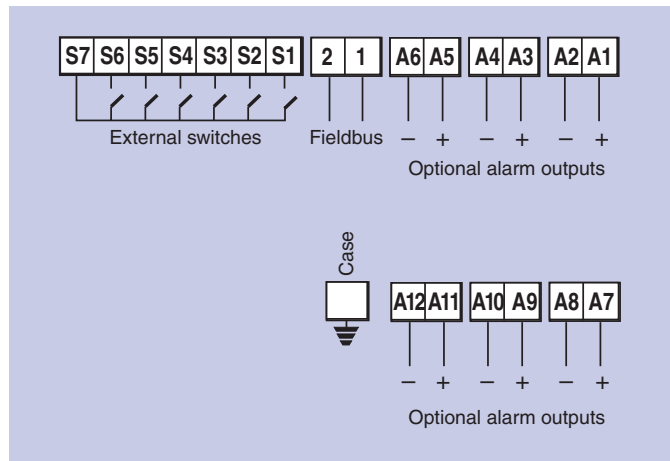 S7 S6 S5 S4 S3 S2 S1 2 1 A6 A5 A4 A3 A2 A1
External switches Fieldbus − + − + − +
Optional alarm outputs
Case
A12 A11 A10 A9 A8 A7
− + − + − +
Optional alarm outputs